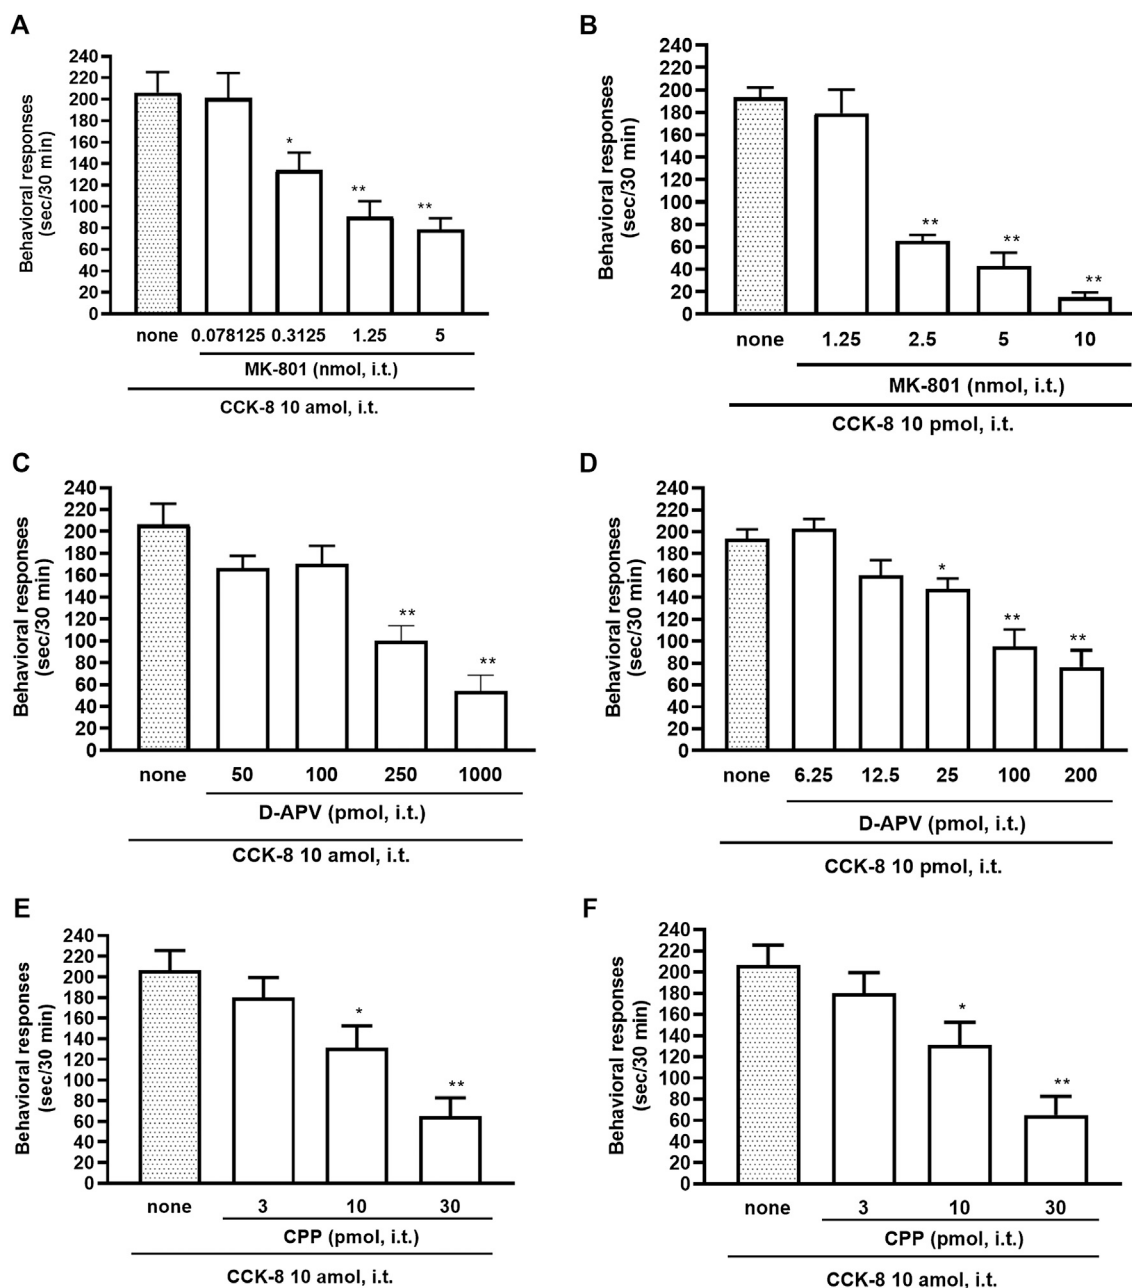 A
Behavioral responses
(sec/30 min)
240
220
200
180
160
140
120
100
80
60
40
20
0
*
**
**
none 0.078125 0.3125 1.25 5
MK-801 (nmol, i.t.)
CCK-8 10 amol, i.t.
B
Behavioral responses
(sec/30 min)
240
220
200
180
160
140
120
100
80
60
40
20
0
**
**
**
none 1.25 2.5 5 10
MK-801 (nmol, i.t.)
CCK-8 10 pmol, i.t.
C
Behavioral responses
(sec/30 min)
240
220
200
180
160
140
120
100
80
60
40
20
0
**
**
none 50 100 250 1000
D-APV (pmol, i.t.)
CCK-8 10 amol, i.t.
D
Behavioral responses
(sec/30 min)
240
220
200
180
160
140
120
100
80
60
40
20
0
*
**
**
none 6.25 12.5 25 100 200
D-APV (pmol, i.t.)
CCK-8 10 pmol, i.t.
E
Behavioral responses
(sec/30 min)
240
220
200
180
160
140
120
100
80
60
40
20
0
*
**
none 3 10 30
CPP (pmol, i.t.)
CCK-8 10 amol, i.t.
F
Behavioral responses
(sec/30 min)
240
220
200
180
160
140
120
100
80
60
40
20
0
*
**
none 3 10 30
CPP (pmol, i.t.)
CCK-8 10 amol, i.t.